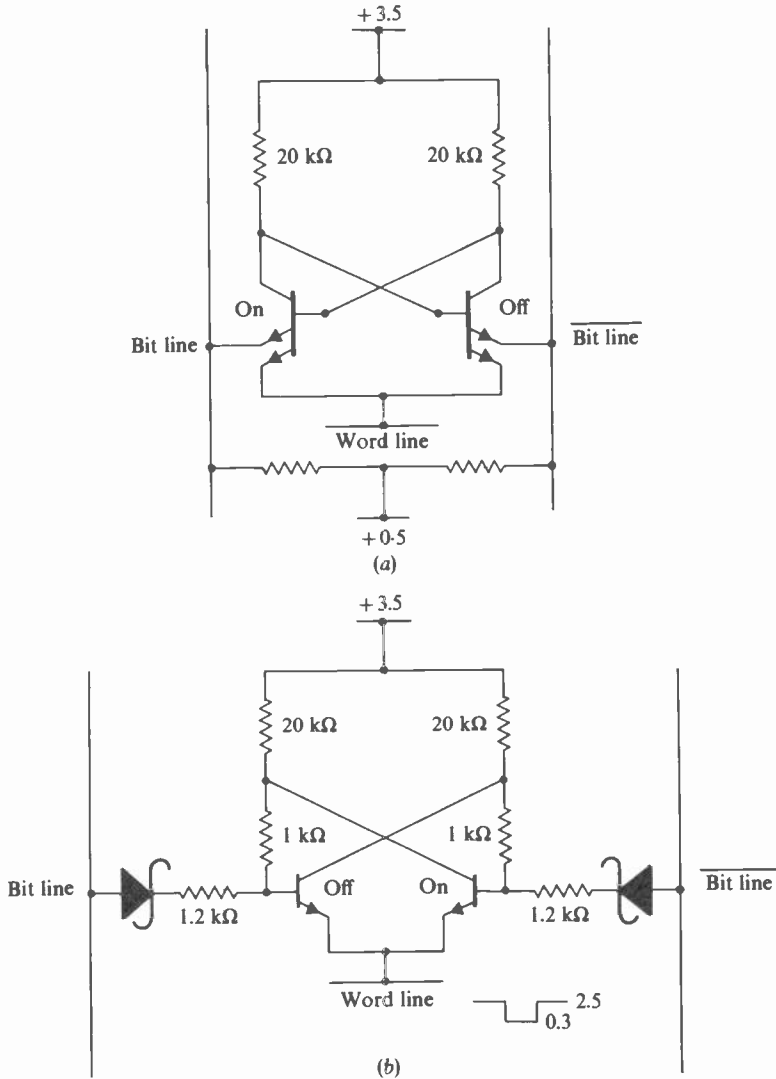 + 3.5
20 kΩ 20 kΩ
On Off
Bit line Bit line
Word line
+ 0·5
(a)
+ 3.5
20 kΩ 20 kΩ
1 kΩ 1 kΩ
Bit line Off On Bit line
1.2 kΩ 1.2 kΩ
Word line 2.5
0.3
(b)